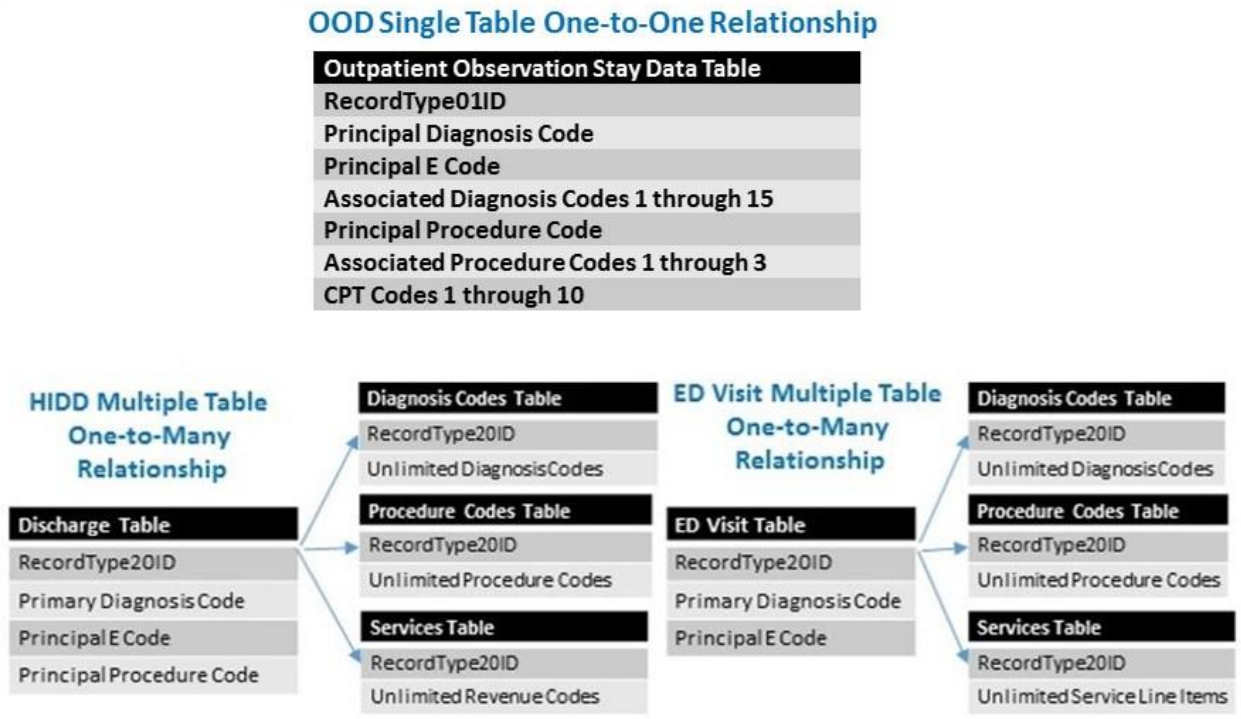 OOD Single Table One-to-One Relationship
Outpatient Observation Stay Data Table
RecordType01ID
Principal Diagnosis Code
Principal E Code
Associated Diagnosis Codes 1 through 15
Principal Procedure Code
Associated Procedure Codes 1 through 3
CPT Codes 1 through 10
HIDD Multiple Table
One-to-Many
Relationship
Discharge Table
RecordType20ID
Primary Diagnosis Code
Principal E Code
Principal Procedure Code
Diagnosis Codes Table
RecordType20ID
Unlimited DiagnosisCodes
Procedure Codes Table
RecordType20ID
Unlimited Procedure Codes
Services Table
RecordType20ID
Unlimited Revenue Codes
ED Visit Multiple Table
One-to-Many
Relationship
ED Visit Table
RecordType20ID
Primary Diagnosis Code
Principal E Code
Diagnosis Codes Table
RecordType20ID
Unlimited DiagnosisCodes
Procedure Codes Table
RecordType20ID
Unlimited Procedure Codes
Services Table
RecordType20ID
Unlimited Service Line Items